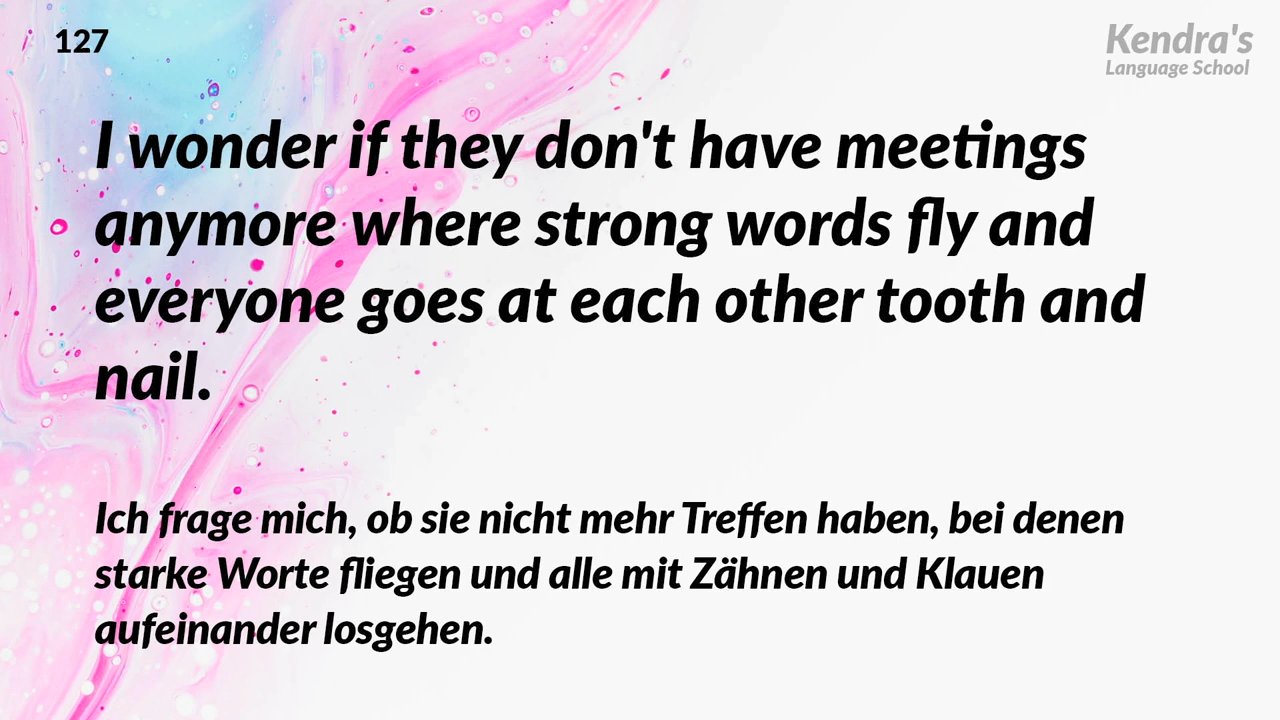 127
Kendra's
Language School
I wonder if they don't have meetings
anymore where strong words fly and
everyone goes at each other tooth and
nail.
Ich frage mich, ob sie nicht mehr Treffen haben, bei denen
starke Worte fliegen und alle mit Zähnen und Klauen
aufeinander losgehen.